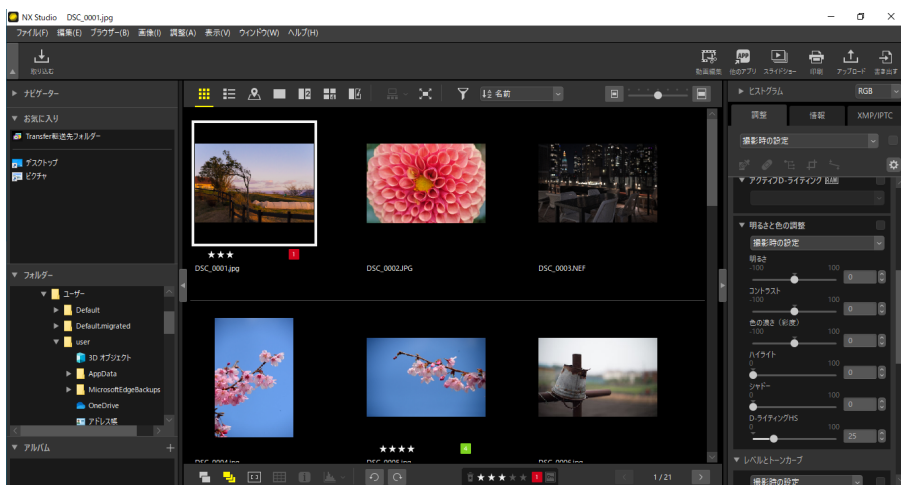 NX Studio DSC_0001.jpg
ファイル(F) 編集(E) ブラウザー(B) 画像(I) 調整(A) 表示(V) ウィンドウ(W) ヘルプ(H)
取り込む
動画編集 他のアプリ スライドショー 印刷 アップロード 書き出す
ナビゲーター
名前
ヒストグラム RGB
お気に入り
Transfer転送先フォルダー
デスクトップ
ピクチャ
調整 情報 XMP/IPTC
撮影時の設定
アクティブD-ライティング RAW
明るさと色の調整
撮影時の設定
明るさ
-100 100
0
コントラスト
-100 100
0
色の濃さ（彩度）
-100 100
0
ハイライト
0 100
0
シャドー
0 100
0
D-ライティングHS
0 100
25
レベルとトーンカーブ
撮影時の設定
★★★ 1
DSC_0001.jpg
DSC_0002.JPG
DSC_0003.NEF
フォルダー
ユーザー
Default
Default.migrated
user
3D オブジェクト
AppData
MicrosoftEdgeBackups
OneDrive
アドレス帳
アルバム
★★★★ 4
DSC_0004.jpg
DSC_0005.jpg
DSC_0006.jpg
1
1/21